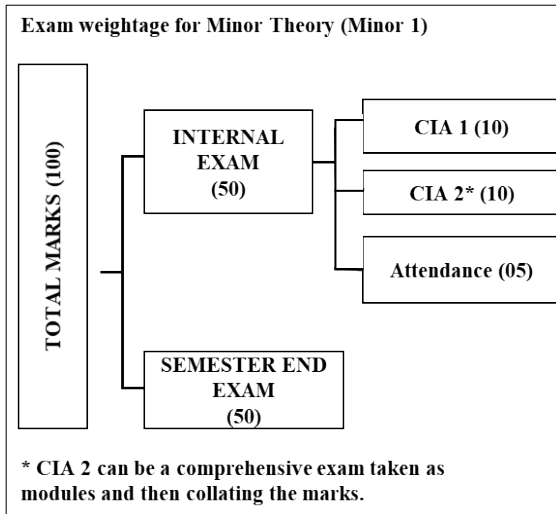 Exam weightage for Minor Theory (Minor 1)
TOTAL MARKS (100)
INTERNAL
EXAM
(50)
CIA 1 (10)
CIA 2* (10)
Attendance (05)
SEMESTER END
EXAM
(50)
* CIA 2 can be a comprehensive exam taken as
modules and then collating the marks.